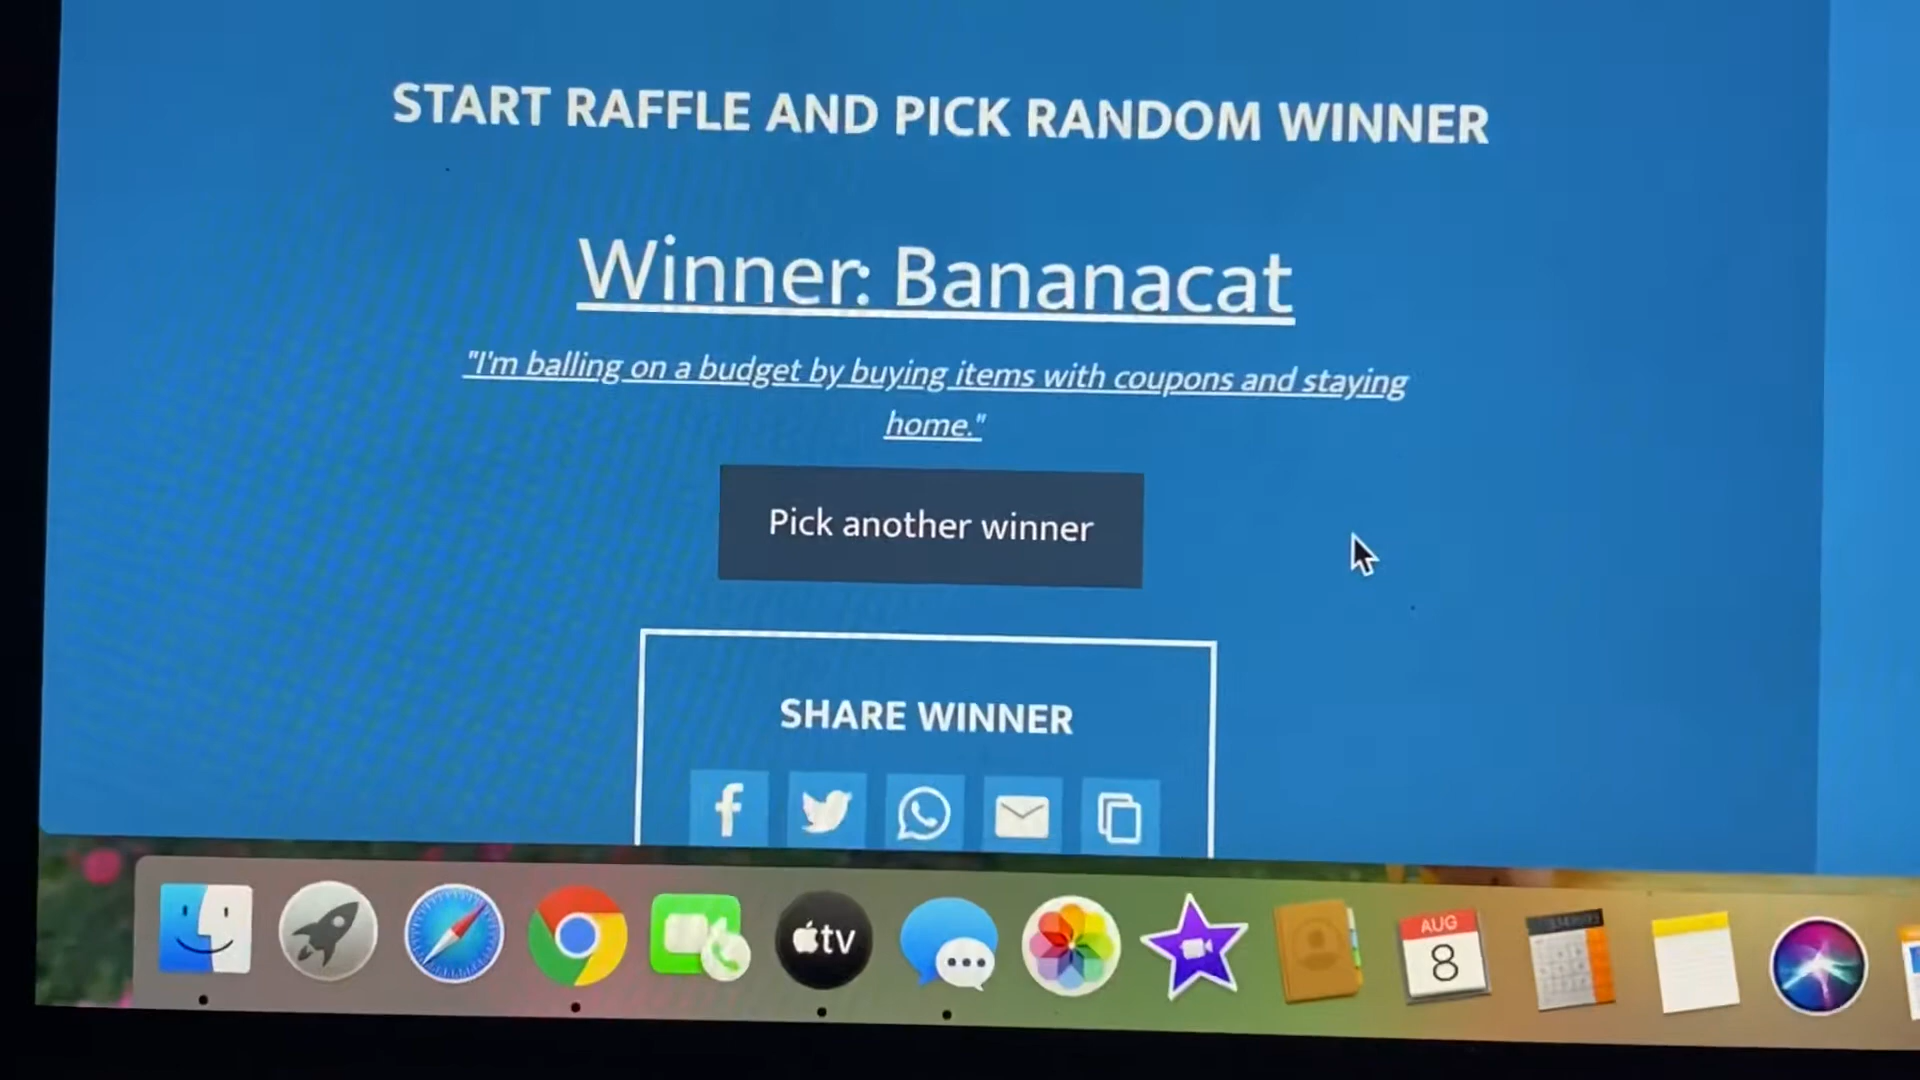 START RAFFLE AND PICK RANDOM WINNER
Winner: Bananacat
"I'm balling on a budget by buying items with coupons and staying
home."
Pick another winner
SHARE WINNER
tv
AUG
8